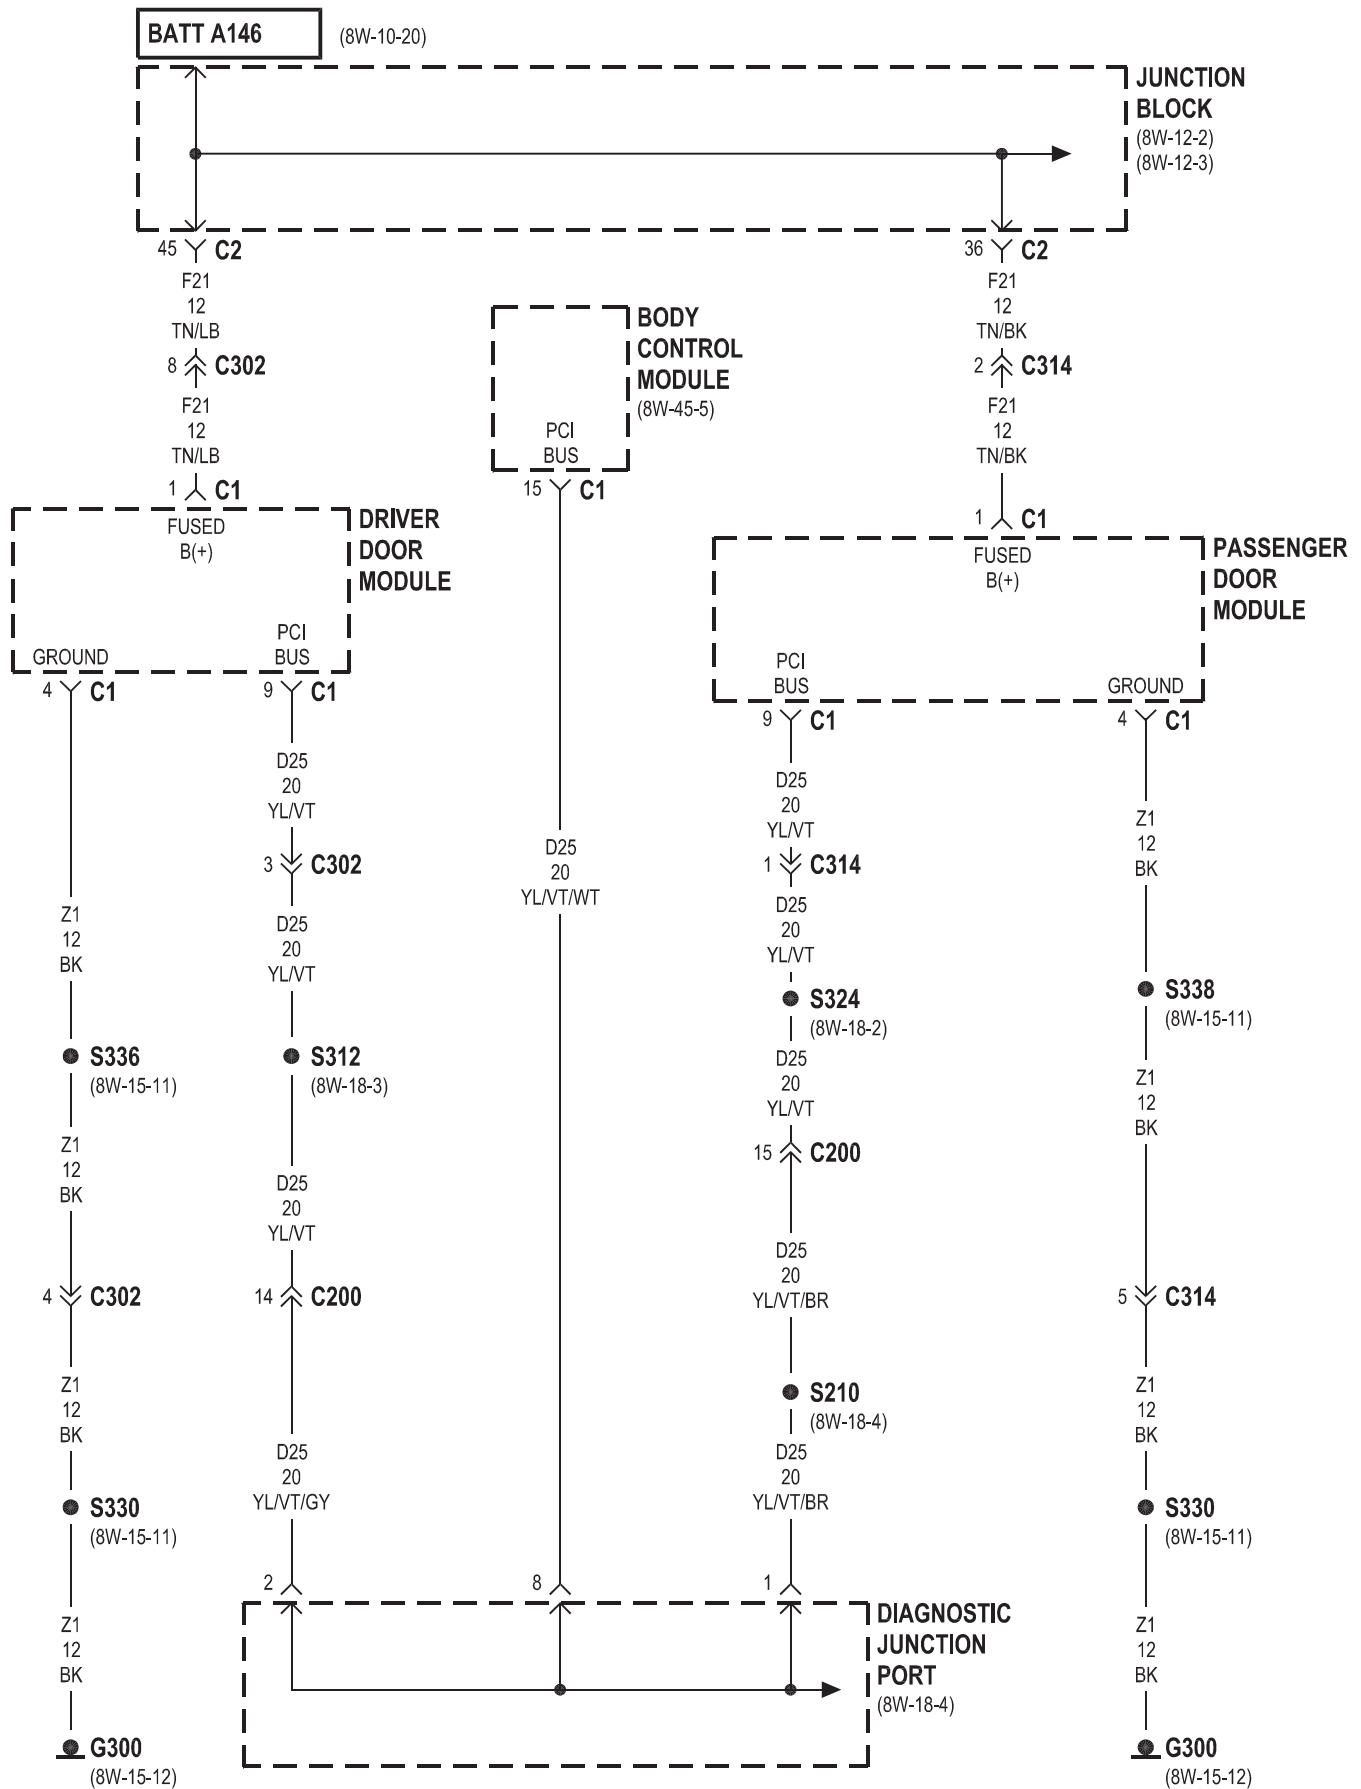 BATT A146
(8W-10-20)
JUNCTION
BLOCK
(8W-12-2)
(8W-12-3)
45 C2
F21
12
TN/LB
8 C302
F21
12
TN/LB
1 C1
36 C2
F21
12
TN/BK
2 C314
F21
12
TN/BK
1 C1
BODY
CONTROL
MODULE
(8W-45-5)
PCI
BUS
15 C1
D25
20
YL/VT/WT
FUSED
B(+)
DRIVER
DOOR
MODULE
GROUND
PCI
BUS
4 C1
Z1
12
BK
S336
(8W-15-11)
Z1
12
BK
4 C302
Z1
12
BK
S330
(8W-15-11)
Z1
12
BK
G300
(8W-15-12)
9 C1
D25
20
YL/VT
3 C302
D25
20
YL/VT
S312
(8W-18-3)
D25
20
YL/VT
14 C200
D25
20
YL/VT/GY
2
8
FUSED
B(+)
PASSENGER
DOOR
MODULE
PCI
BUS
GROUND
9 C1
D25
20
YL/VT
1 C314
D25
20
YL/VT
S324
(8W-18-2)
D25
20
YL/VT
15 C200
D25
20
YL/VT/BR
S210
(8W-18-4)
D25
20
YL/VT/BR
1
4 C1
Z1
12
BK
S338
(8W-15-11)
Z1
12
BK
5 C314
Z1
12
BK
S330
(8W-15-11)
Z1
12
BK
G300
(8W-15-12)
DIAGNOSTIC
JUNCTION
PORT
(8W-18-4)